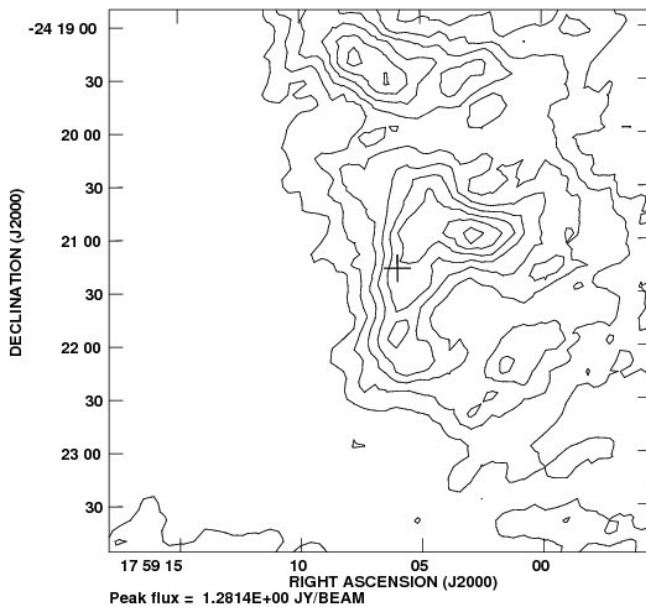 -24 19 00
30
20 00
30
21 00
30
22 00
30
23 00
30
DECLINATION (J2000)
17 59 15 10 05 00
RIGHT ASCENSION (J2000)
Peak flux = 1.2814E+00 JY/BEAM